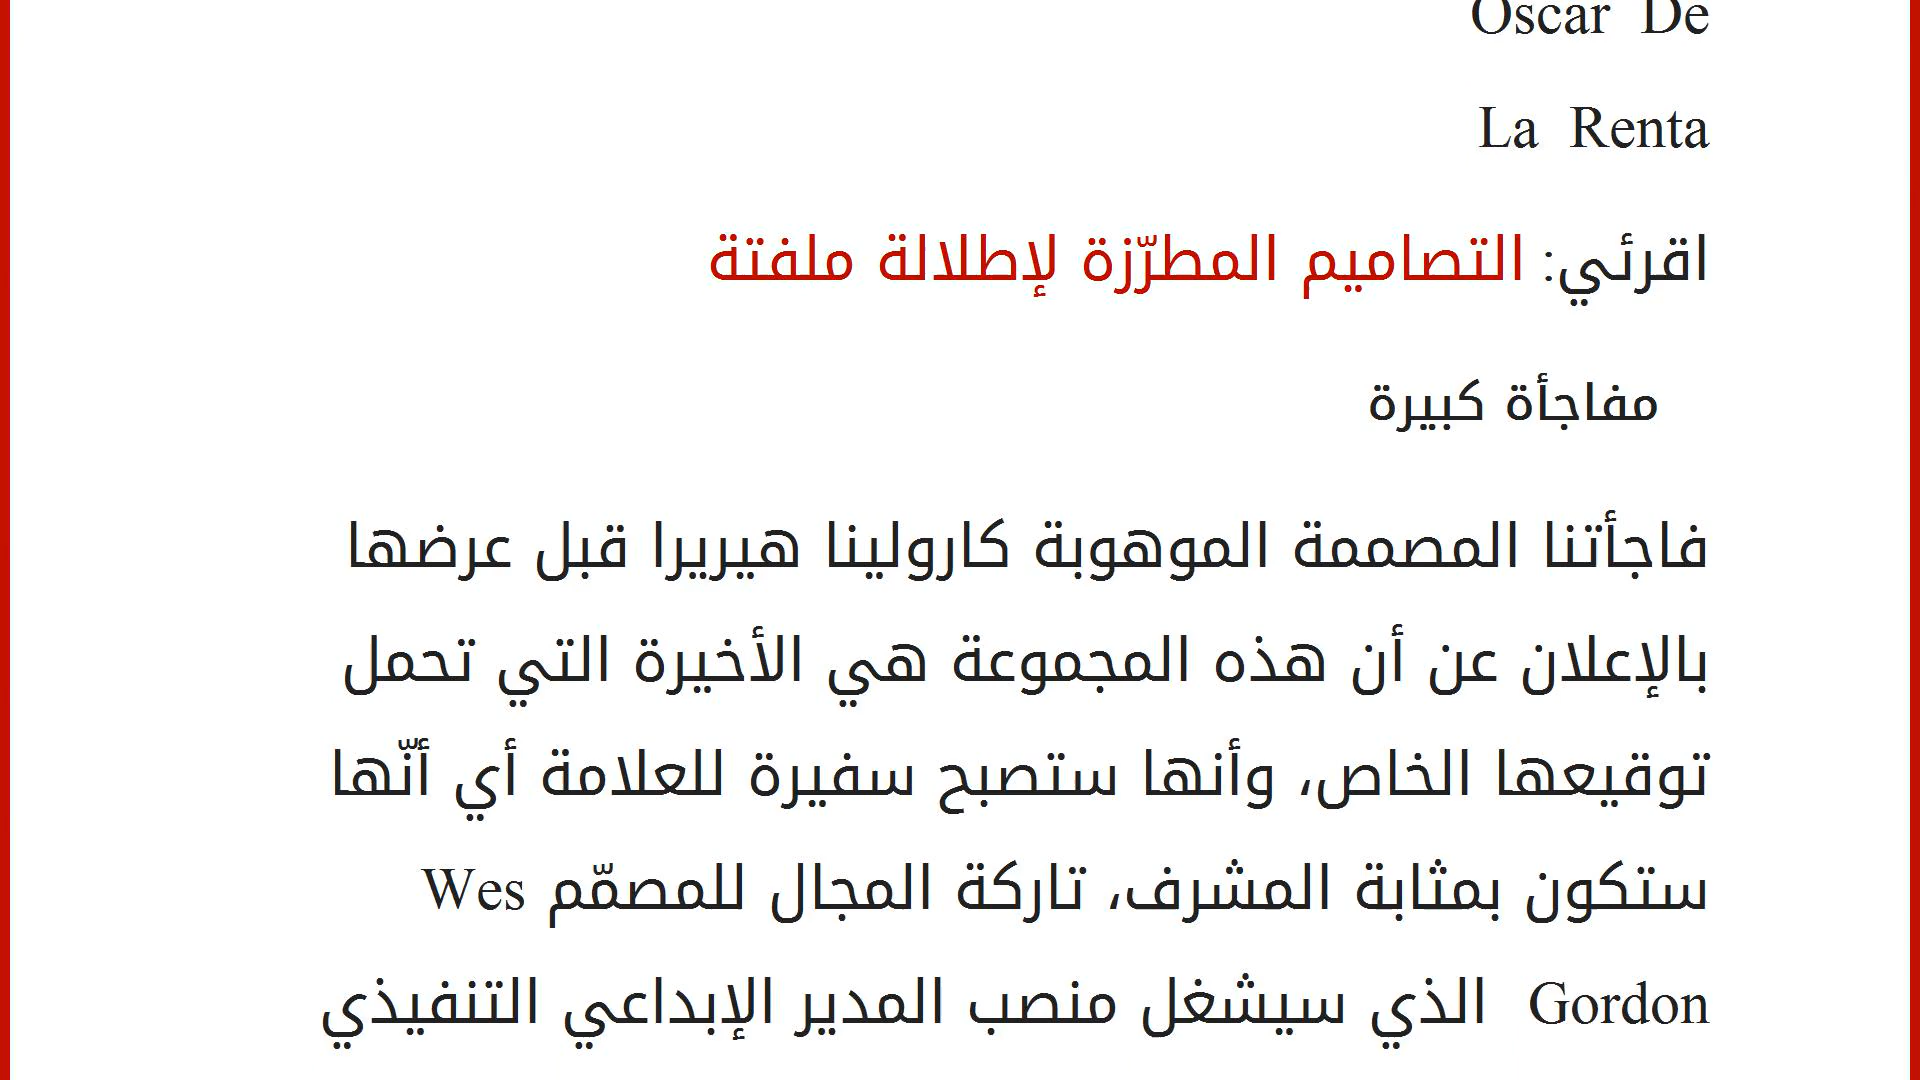 Oscar De
La Renta
اقرئي: التصاميم المطرّزة لإطلالة ملفتة
مفاجأة كبيرة
فاجأتنا المصممة الموهوبة كارولينا هيريرا قبل عرضها
بالإعلان عن أن هذه المجموعة هي الأخيرة التي تحمل
توقيعها الخاص، وأنها ستصبح سفيرة للعلامة أي أنّها
ستكون بمثابة المشرف، تاركة المجال للمصمّم Wes
Gordon الذي سيشغل منصب المدير الإبداعي التنفيذي